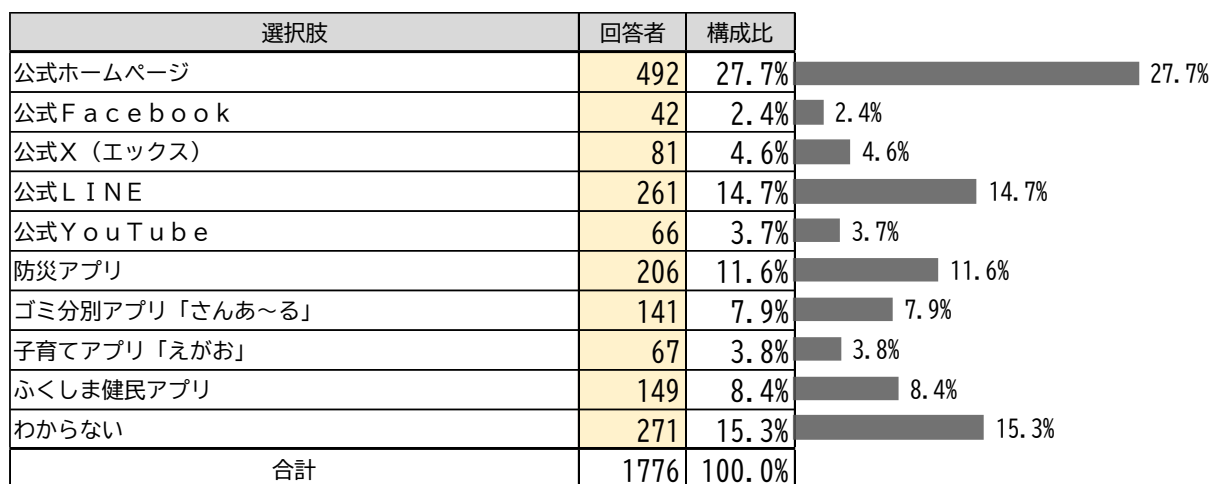 選択肢 回答者 構成比
公式ホームページ 492 27.7% 27.7%
公式Ｆａｃｅｂｏｏｋ 42 2.4% 2.4%
公式Ｘ（エックス） 81 4.6% 4.6%
公式ＬＩＮＥ 261 14.7% 14.7%
公式ＹｏｕＴｕｂｅ 66 3.7% 3.7%
防災アプリ 206 11.6% 11.6%
ゴミ分別アプリ「さんあ～る」 141 7.9% 7.9%
子育てアプリ「えがお」 67 3.8% 3.8%
ふくしま健民アプリ 149 8.4% 8.4%
わからない 271 15.3% 15.3%
合計 1776 100.0%